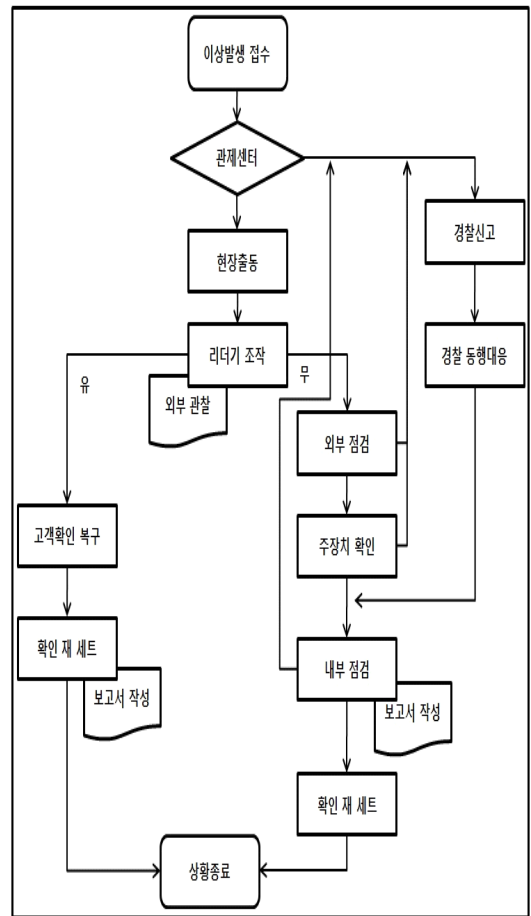 이상발생 접수
관제센터
경찰신고
현장출동
리더기 조작
경찰 동행대응
유
무
외부 관찰
외부 점검
고객확인 복구
주장치 확인
확인 재 세트
내부 점검
보고서 작성
보고서 작성
확인 재 세트
상황종료